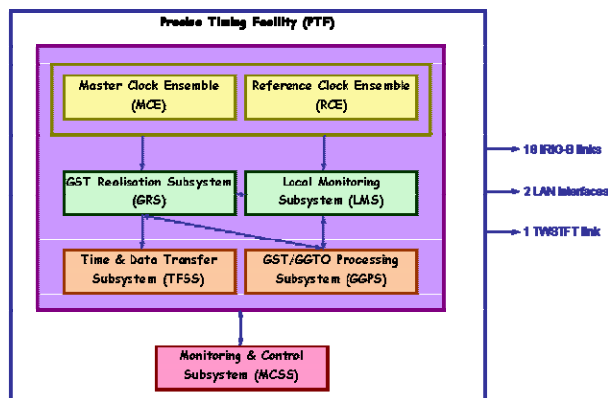 Precise Timing Facility (PTF)
Master Clock Ensemble
(MCE)
Reference Clock Ensemble
(RCE)
GST Realisation Subsystem
(GRS)
Local Monitoring
Subsystem (LMS)
Time & Data Transfer
Subsystem (TFSS)
GST/GGTO Processing
Subsystem (GGPS)
Monitoring & Control
Subsystem (MCSS)
18 IRIG-B links
2 LAN interfaces
1 TWSTFT link